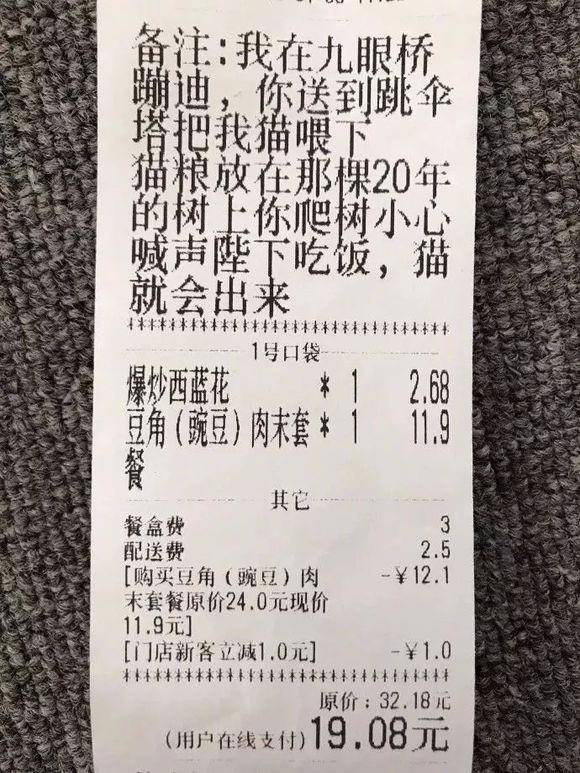 备注:我在九眼桥
蹦迪，你送到跳伞
塔把我猫喂下
猫粮放在那棵20年
的树上你爬树小心
喊声陛下吃饭，猫
就会出来
********************************
1号口袋
爆炒西蓝花 * 1 2.68
豆角(豌豆)肉末套 * 1 11.9
餐
其它
餐盒费 3
配送费 2.5
[购买豆角(豌豆)肉 -￥12.1
末套餐原价24.0元现价
11.9元]
[门店新客立减1.0元] -￥1.0
********************************
原价:32.18元
(用户在线支付)19.08元